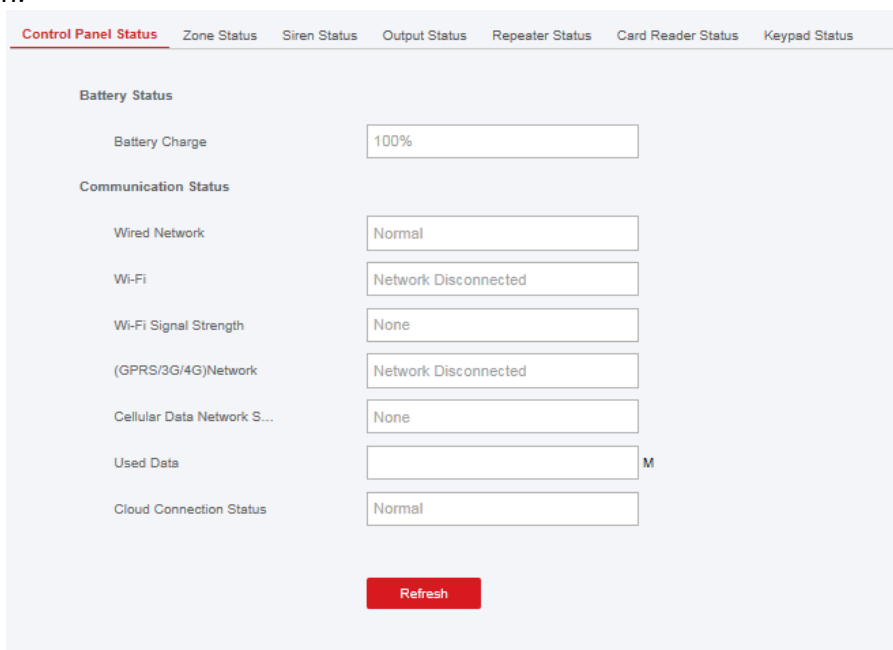 Control Panel Status Zone Status Siren Status Output Status Repeater Status Card Reader Status Keypad Status
Battery Status
Battery Charge 100%
Communication Status
Wired Network Normal
Wi-Fi Network Disconnected
Wi-Fi Signal Strength None
(GPRS/3G/4G)Network Network Disconnected
Cellular Data Network S... None
Used Data M
Cloud Connection Status Normal
Refresh